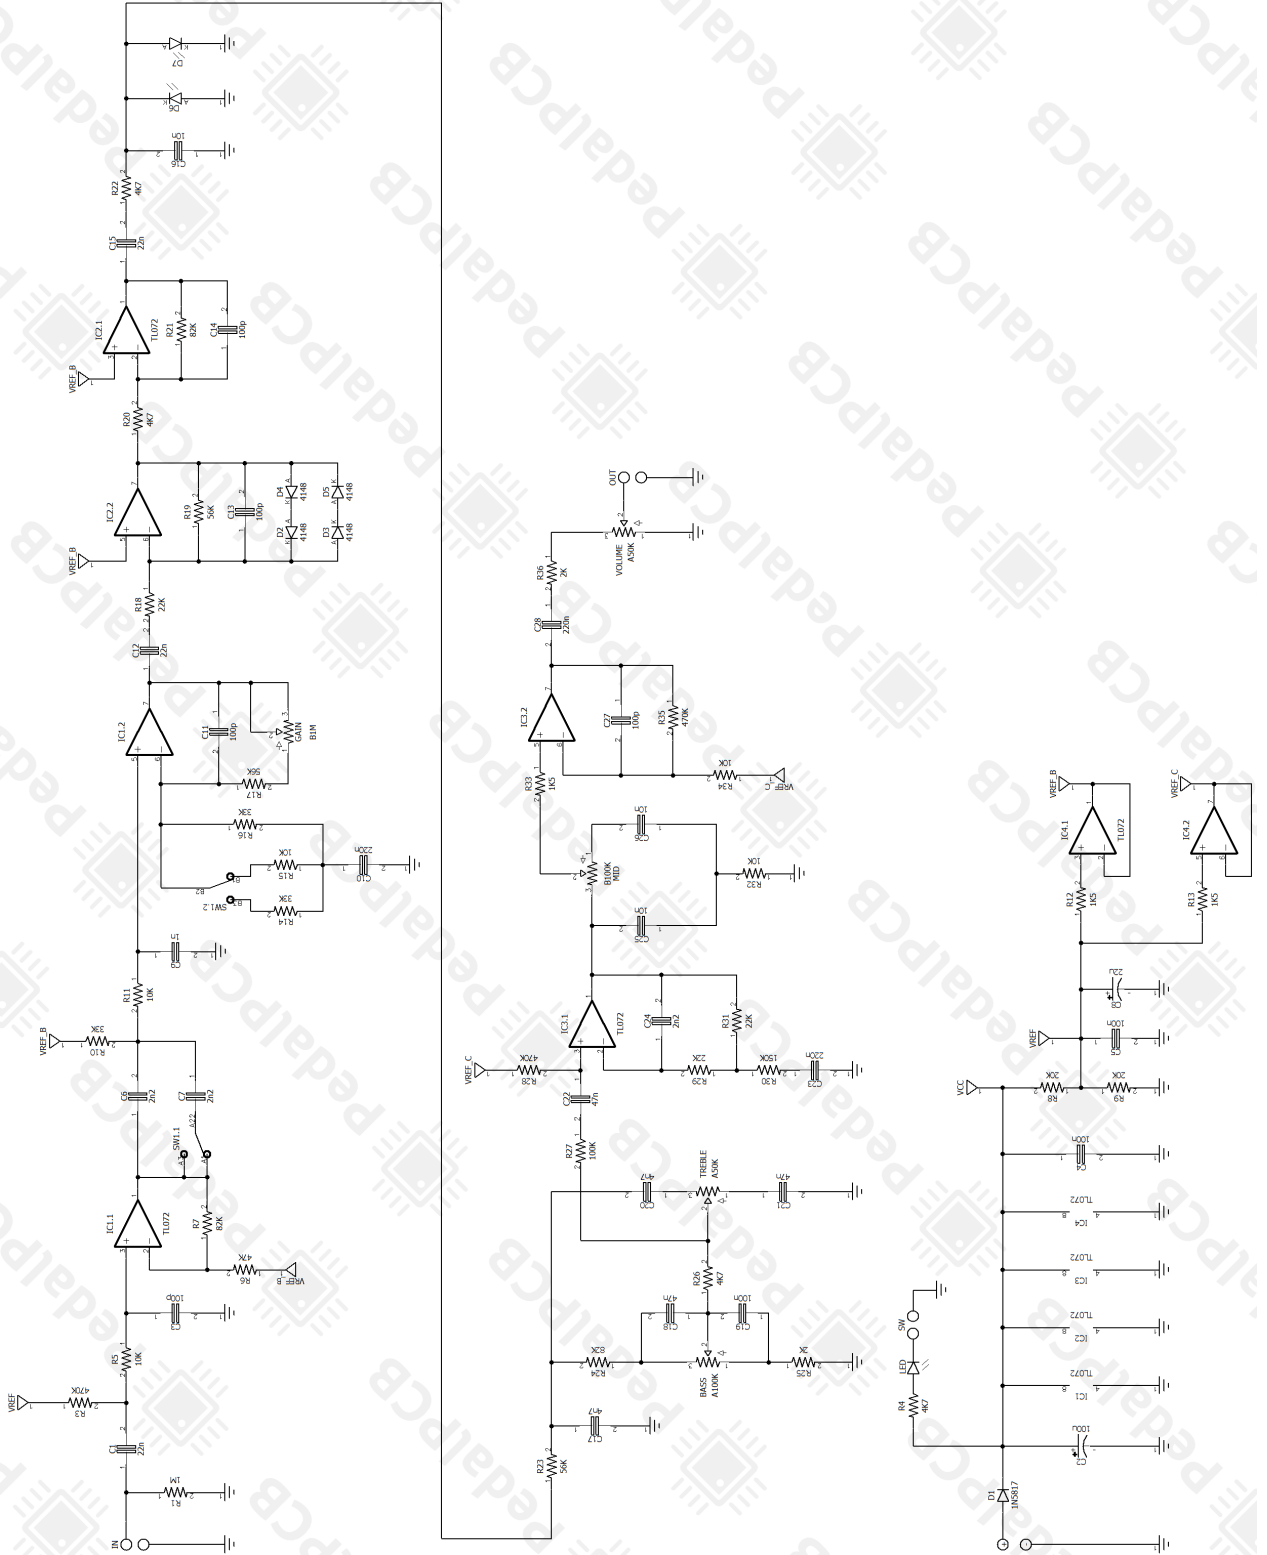 IN
R1
1M
C1
22n
VREF
R3
470K
R5
10K
C3
100p
IC1.1
TL072
R7
82K
R6
47K
VREF_B
SW1.1
C6
2n2
C7
2n2
VREF_B
R10
33K
R11
10K
C9
1n
SW1.2
R14
33K
R15
10K
R16
33K
C10
220n
IC1.2
R17
56K
C11
100p
GAIN
B1M
C12
22n
R18
22K
VREF_B
IC2.2
R19
56K
C13
100p
D2
4148
D4
4148
D3
4148
D5
4148
R20
4K7
VREF_B
IC2.1
TL072
R21
82K
C14
100p
C15
22n
R22
4K7
C16
10n
D6
D7
R23
56K
C17
4n7
R24
82K
BASS
A100K
R25
2K
C18
47n
C19
100n
R26
4K7
C20
4n7
TREBLE
A50K
C21
47n
R27
100K
C22
47n
VREF_C
R28
470K
IC3.1
TL072
C24
2n2
R29
22K
R31
22K
R30
150K
C23
220n
C25
10n
B100K
MID
C26
10n
R32
10K
R33
1K5
IC3.2
C27
100p
R35
470K
R34
10K
VREF_C
C28
220n
R36
2K
VOLUME
A50K
OUT
D1
1N5817
C2
100u
R4
4K7
LED
SW
IC1
TL072
IC2
TL072
IC3
TL072
IC4
TL072
C4
100n
VCC
R8
20K
R9
20K
VREF
C5
100n
C8
22u
R12
1K5
IC4.1
TL072
VREF_B
R13
1K5
IC4.2
VREF_C
PedalPCB